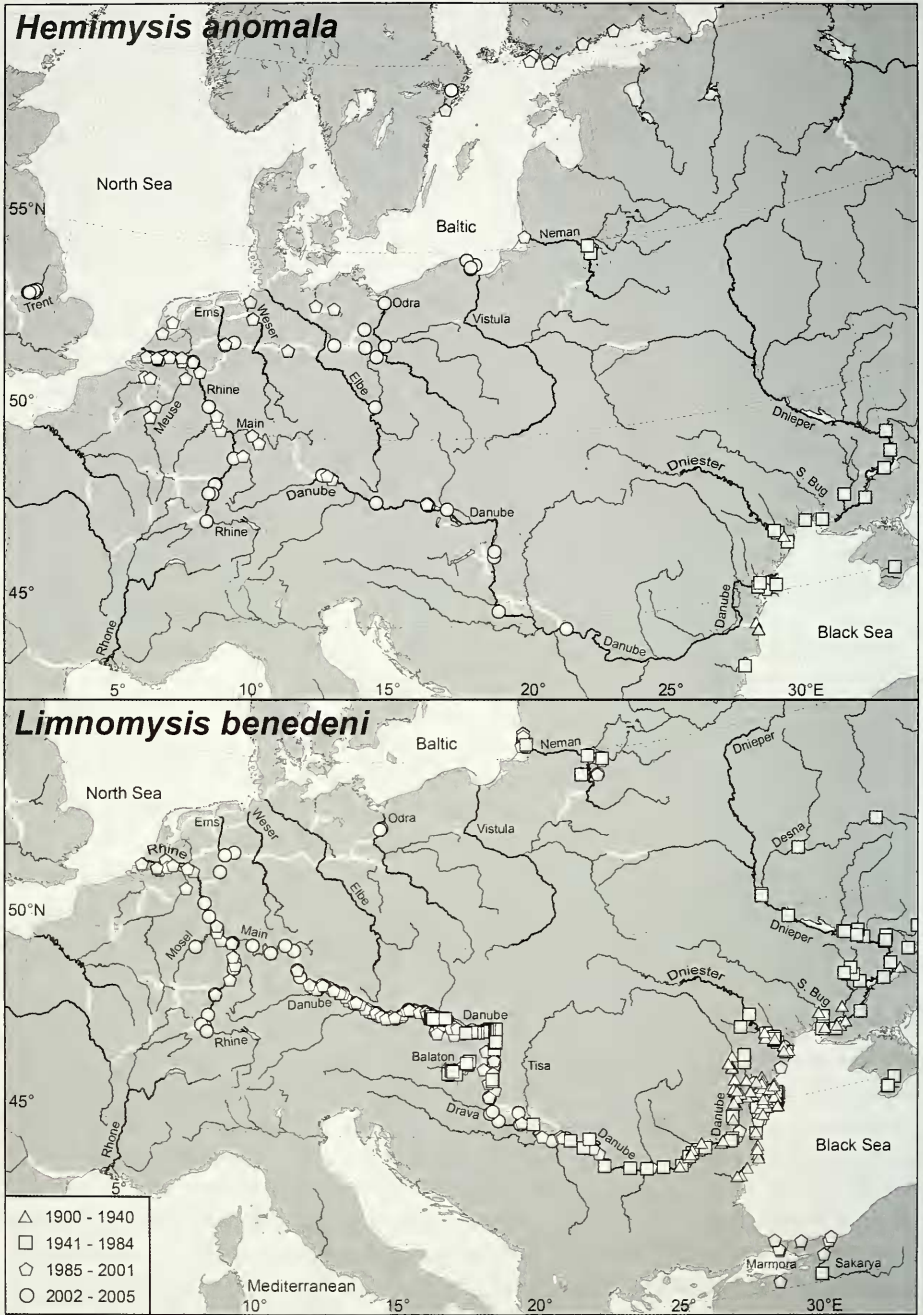 Hemimysis anomala
North Sea
55°N
Baltic
Neman
Trent
Ems
Weser
Odra
Vistula
Elbe
50°
Rhine
Meuse
Main
Dnieper
Dniester
S. Bug
Danube
Danube
Rhine
45°
Danube
Danube
Rhone
Black Sea
5°
10°
15°
20°
25°
30°E
Limnomysis benedeni
Baltic
Neman
Dnieper
North Sea
Ems
Weser
Odra
Vistula
Rhine
Desna
Elbe
50°N
Mosel
Main
Dnieper
Dniester
S. Bug
Danube
Danube
Rhine
Balaton
Tisa
45°
Drava
Danube
Danube
Rhone
Black Sea
5°
1900 - 1940
1941 - 1984
1985 - 2001
2002 - 2005
Marmora
Sakarya
Mediterranean
10°
15°
20°
25°
30°E